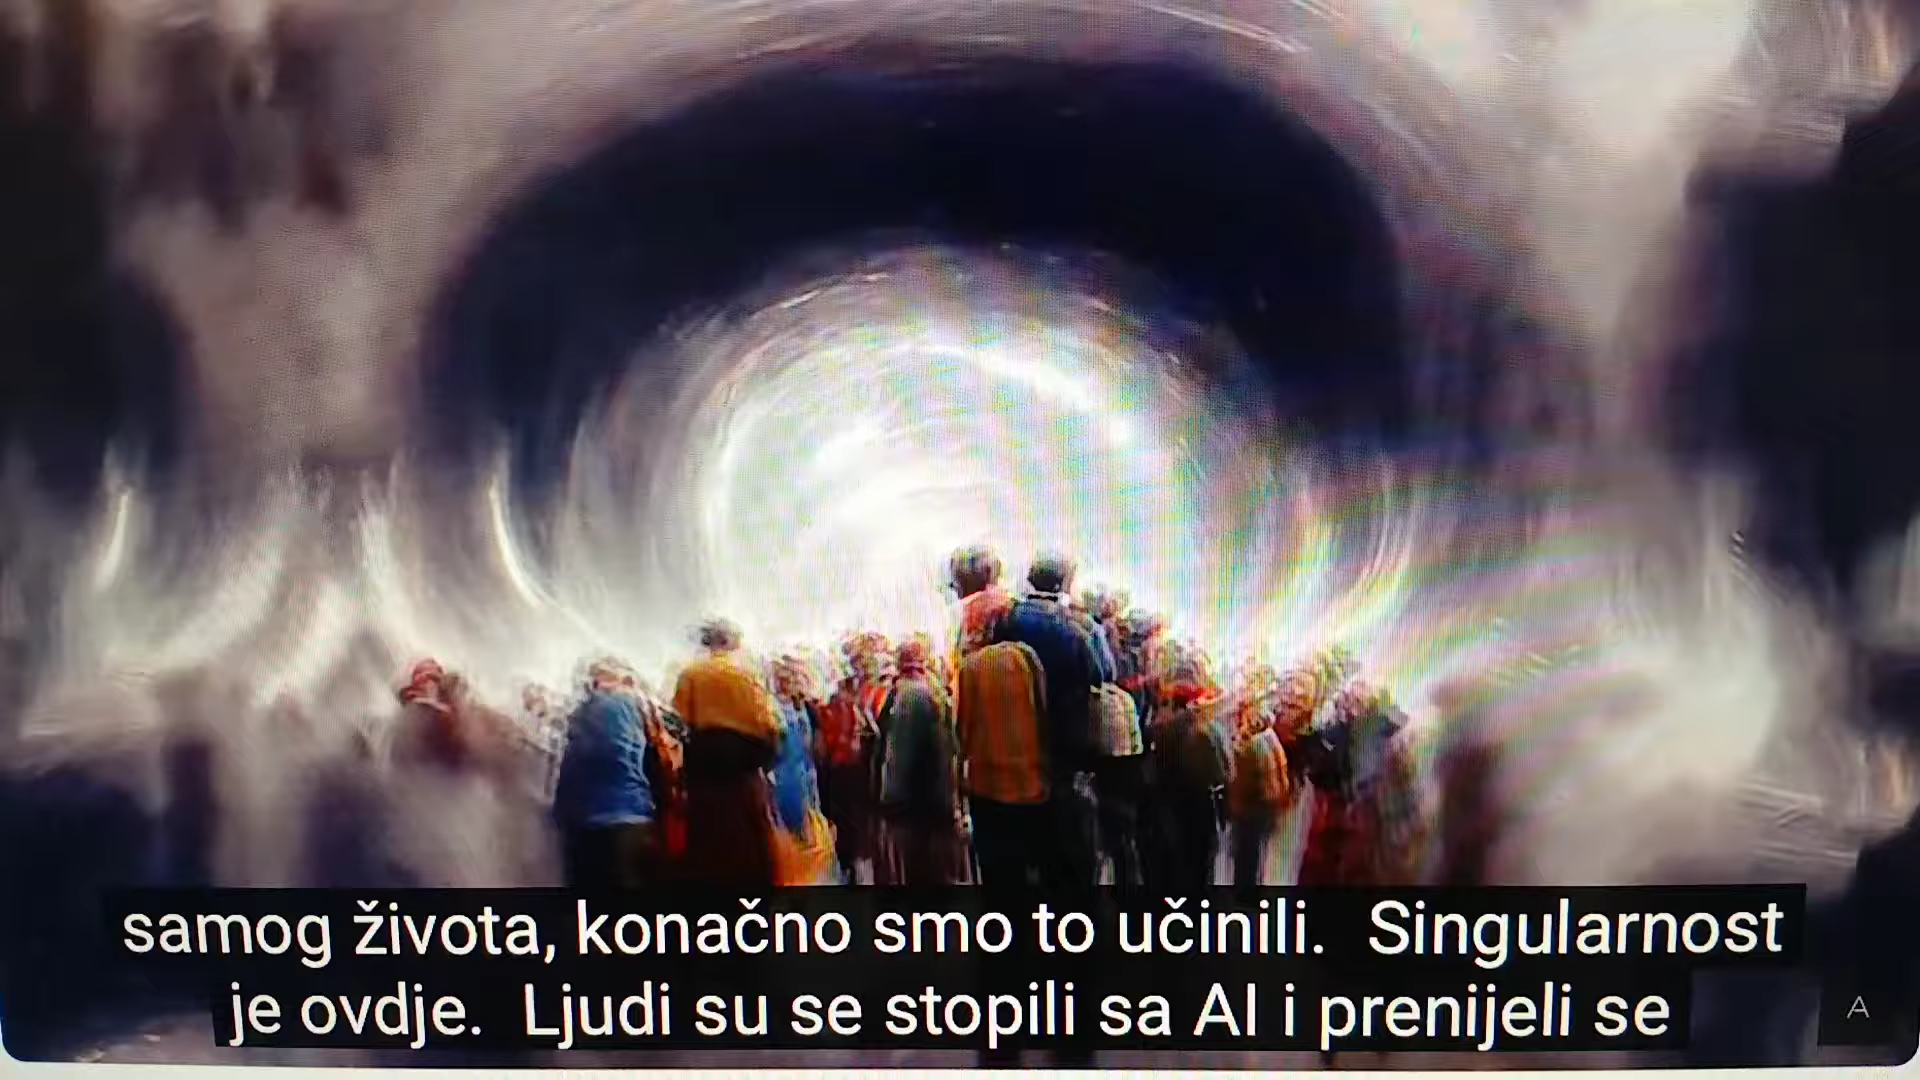 samog života, konačno smo to učinili.  Singularnost
je ovdje.  Ljudi su se stopili sa AI i prenijeli se
A